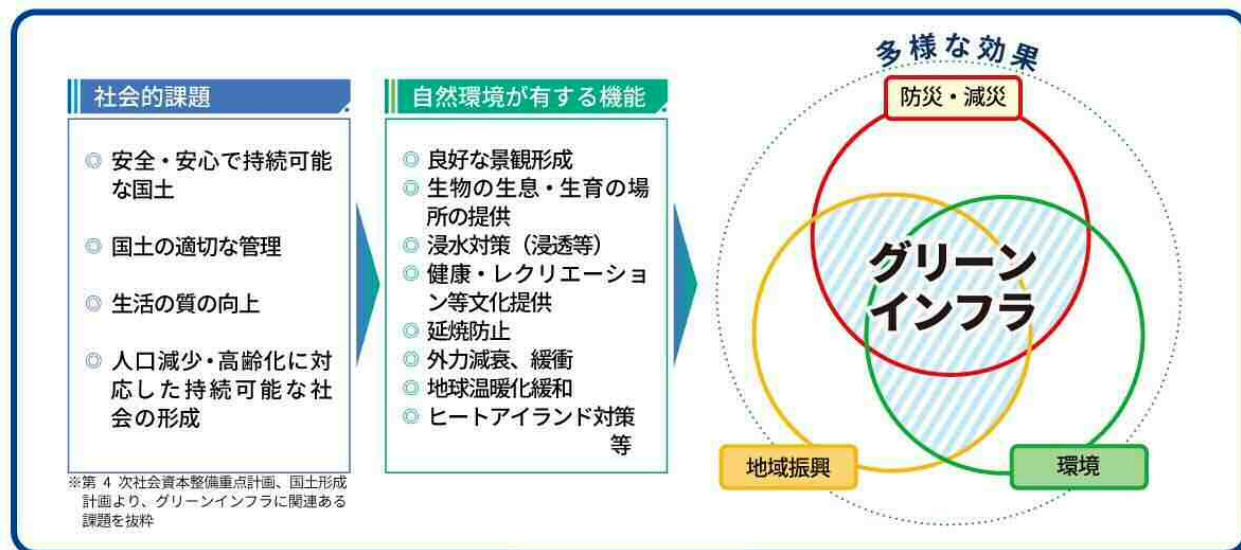 社会的課題
◎ 安全・安心で持続可能
な国土
◎ 国土の適切な管理
◎ 生活の質の向上
◎ 人口減少・高齢化に対
応した持続可能な社
会の形成
※第 4 次社会資本整備重点計画、国土形成
計画より、グリーンインフラに関連ある
課題を抜粋
自然環境が有する機能
◎ 良好な景観形成
◎ 生物の生息・生育の場
所の提供
◎ 浸水対策（浸透等）
◎ 健康・レクリエーショ
ン等文化提供
◎ 延焼防止
◎ 外力減衰、緩衝
◎ 地球温暖化緩和
◎ ヒートアイランド対策
等
多様な効果
防災・減災
グリーン
インフラ
地域振興
環境